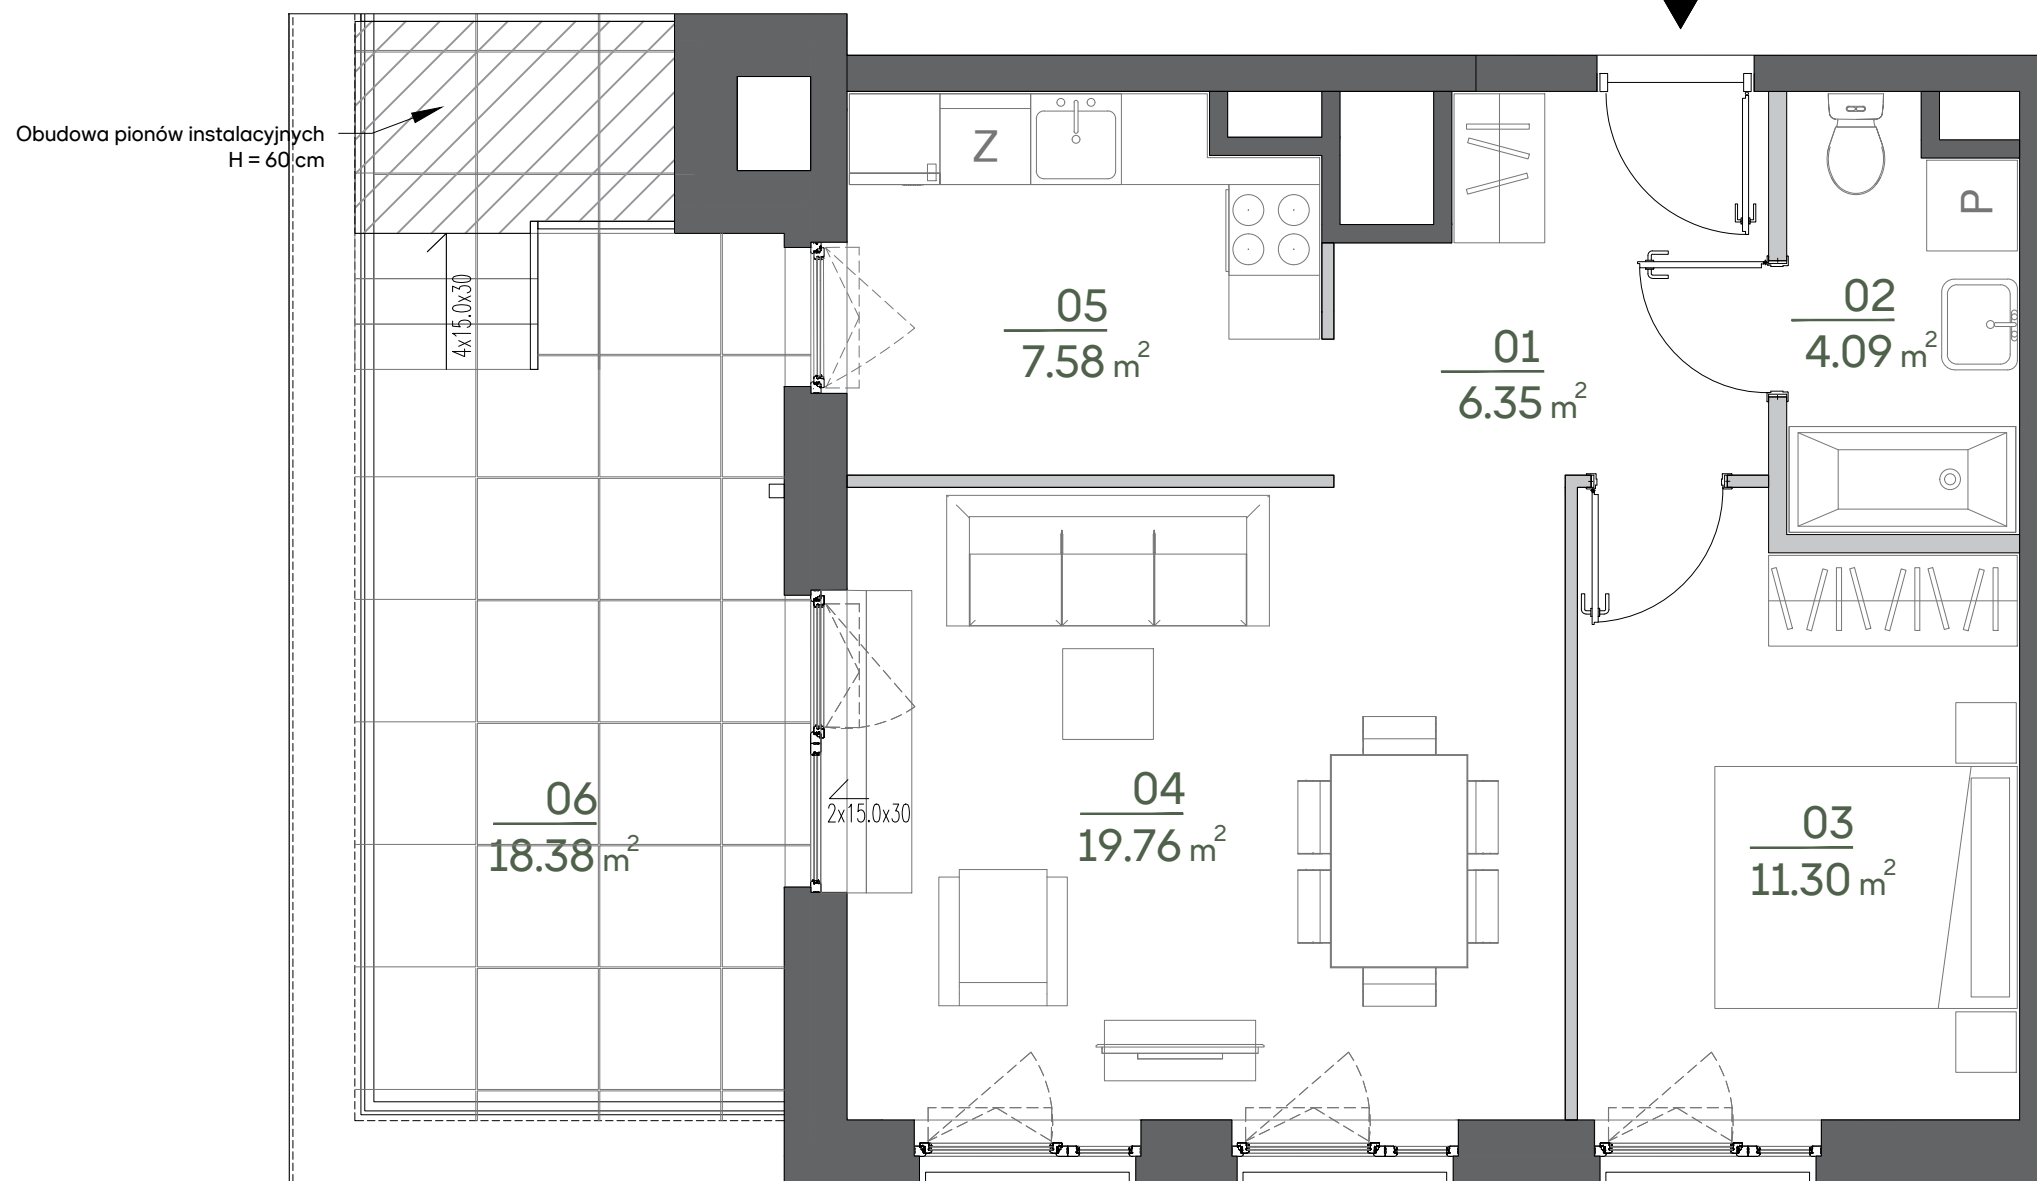 Obudowa pionów instalacyjnych
H = 60 cm
Z
P
4x15.0x30
05
7.58 m²
01
6.35 m²
02
4.09 m²
06
18.38 m²
2x15.0x30
04
19.76 m²
03
11.30 m²